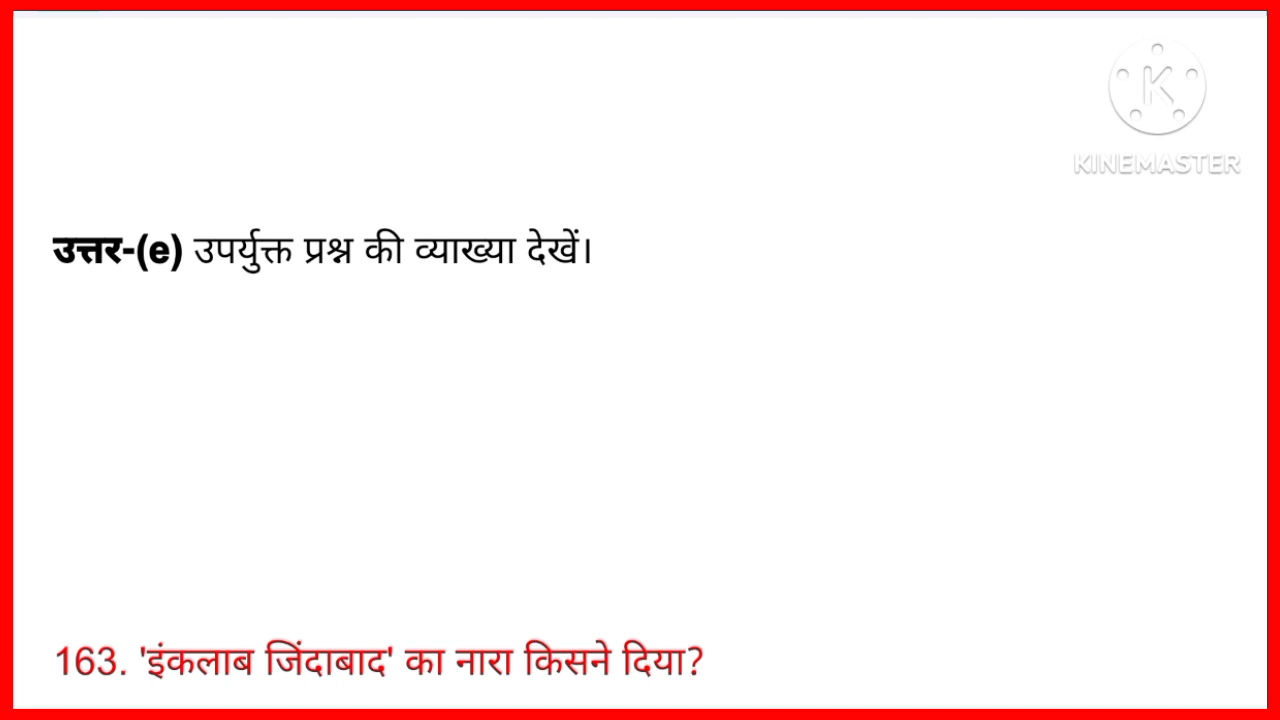 K
KINEMASTER
उत्तर-(e) उपर्युक्त प्रश्न की व्याख्या देखें।
163. 'इंकलाब जिंदाबाद' का नारा किसने दिया?